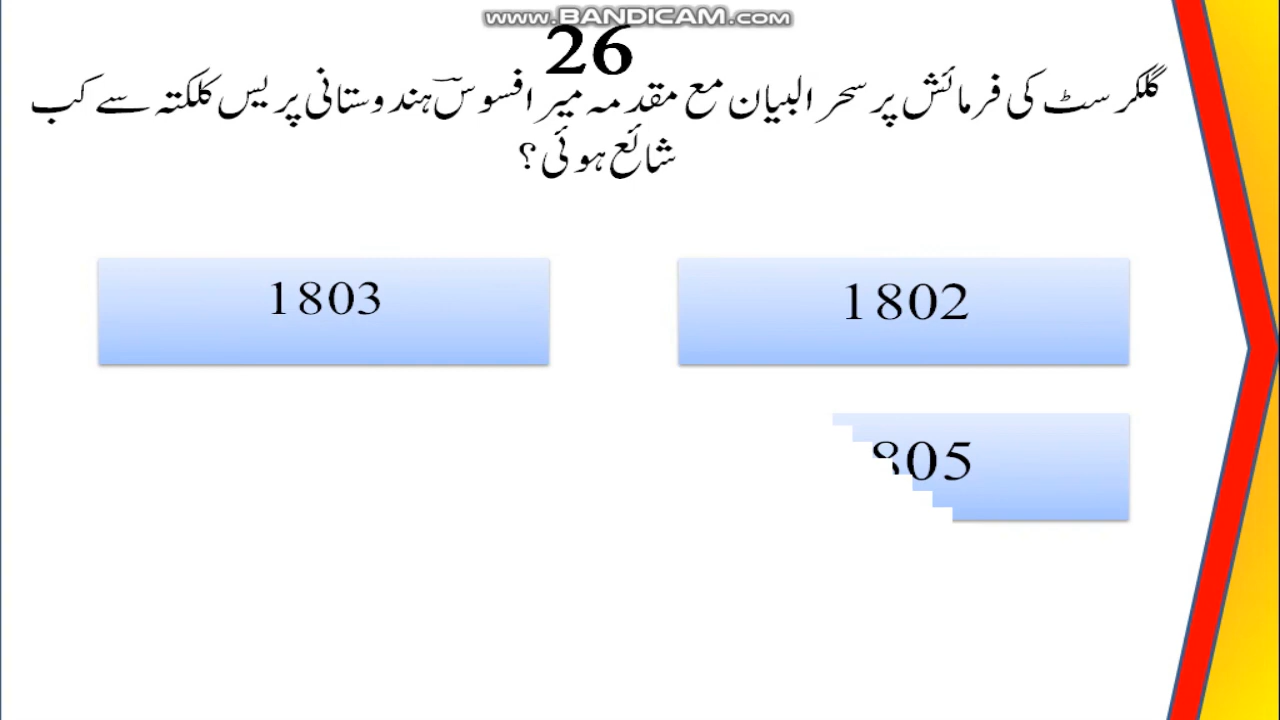 www.BANDICAM.com
26
گلکرسٹ کی فرمائش پر سحر البیان مع مقدمہ میر افسوسؔ ہندوستانی پریس کلکتہ سے کب
شائع ہوئی؟
1802
1803
805